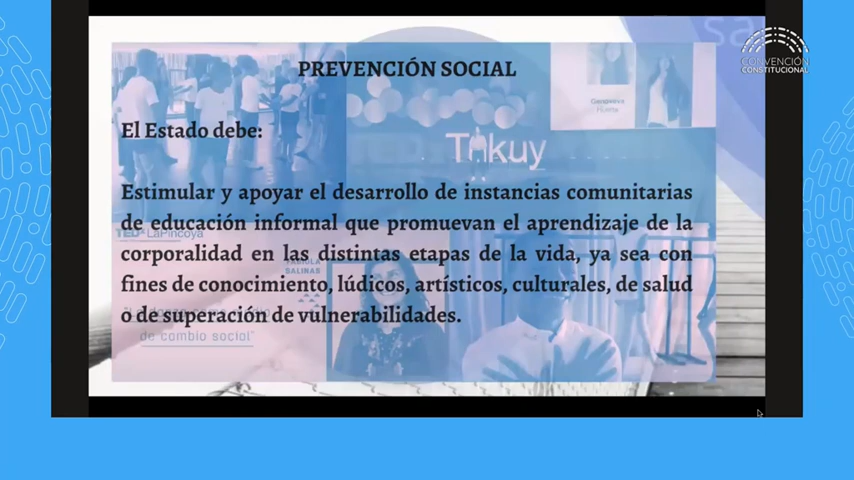 CONVENCIÓN
CONSTITUCIONAL
PREVENCIÓN SOCIAL
El Estado debe:
Estimular y apoyar el desarrollo de instancias comunitarias
de educación informal que promuevan el aprendizaje de la
corporalidad en las distintas etapas de la vida, ya sea con
fines de conocimiento, lúdicos, artísticos, culturales, de salud
o de superación de vulnerabilidades.
LaPincoya
SALINAS
de cambio social"